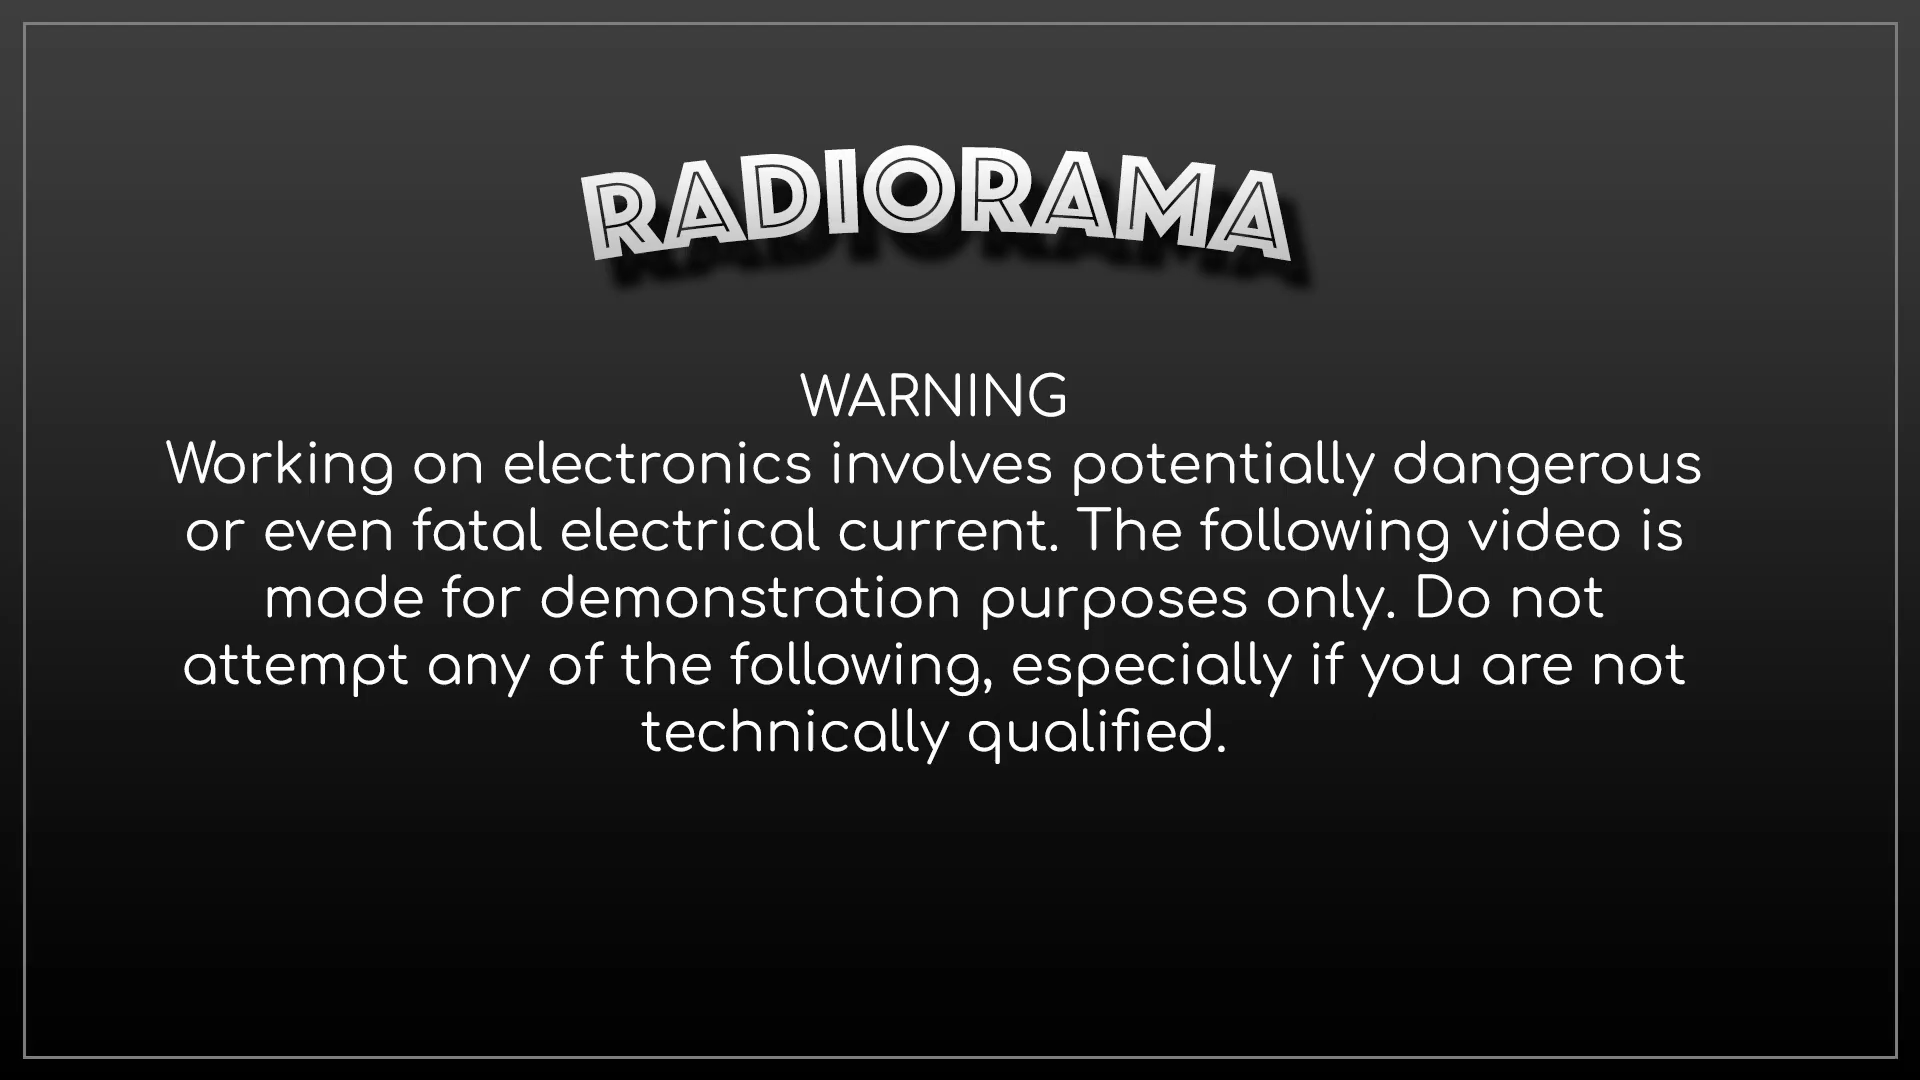 RADIORAMA
WARNING
Working on electronics involves potentially dangerous
or even fatal electrical current. The following video is
made for demonstration purposes only. Do not
attempt any of the following, especially if you are not
technically qualified.